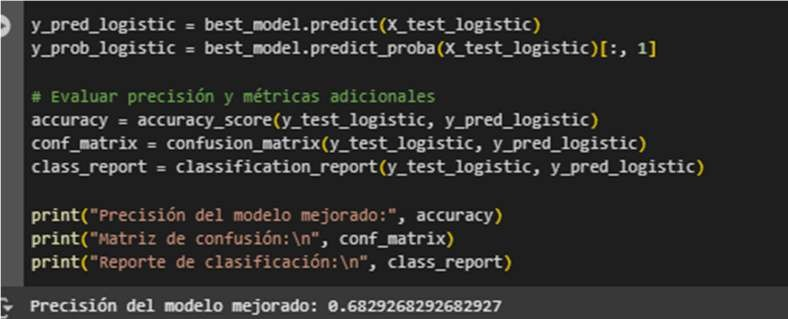 y_pred_logistic = best_model.predict(X_test_logistic)
y_prob_logistic = best_model.predict_proba(X_test_logistic)[:, 1]
# Evaluar precisión y métricas adicionales
accuracy = accuracy_score(y_test_logistic, y_pred_logistic)
conf_matrix = confusion_matrix(y_test_logistic, y_pred_logistic)
class_report = classification_report(y_test_logistic, y_pred_logistic)
print("Precisión del modelo mejorado:", accuracy)
print("Matriz de confusión:\n", conf_matrix)
print("Reporte de clasificación:\n", class_report)
Precisión del modelo mejorado: 0.6829268292682927